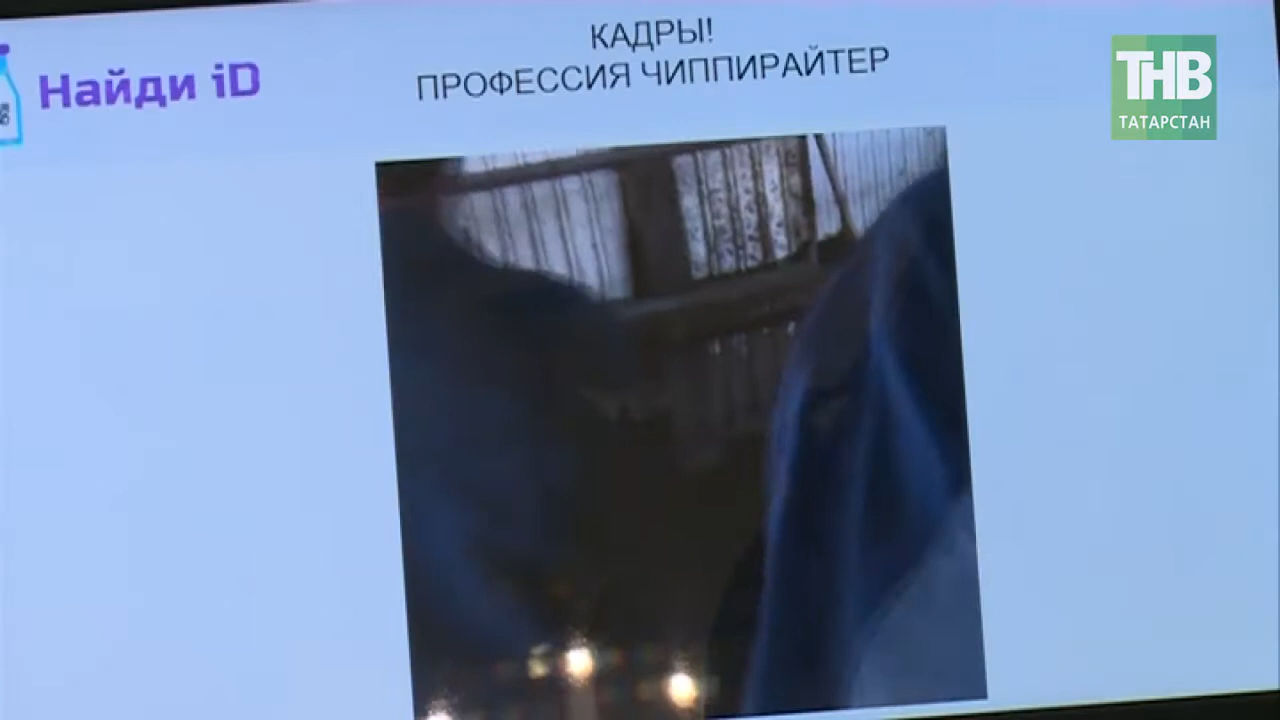 КАДРЫ!
ПРОФЕССИЯ ЧИППИРАЙТЕР
Найди iD
ТНВ
ТАТАРСТАН